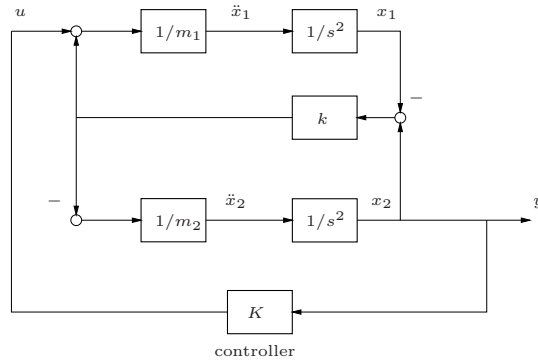 u
1/m₁
ẍ₁
1/s²
x₁
−
k
−
1/m₂
ẍ₂
1/s²
x₂
y
K
controller